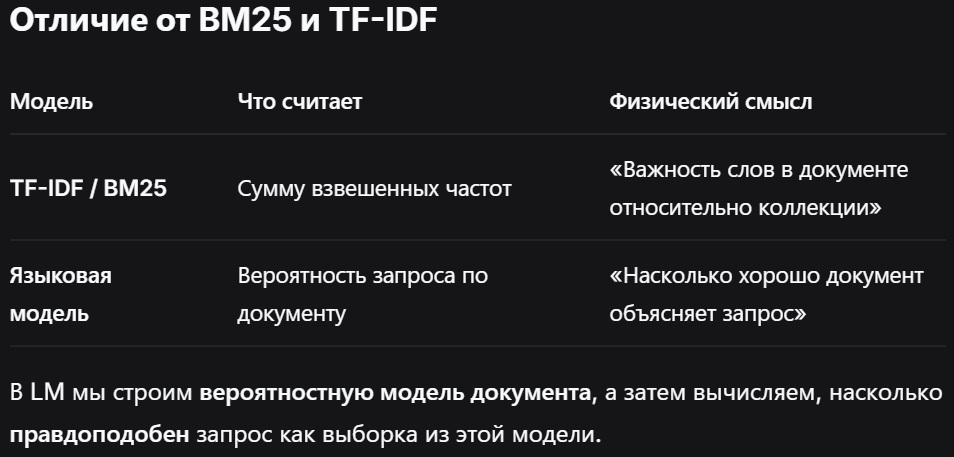 Отличие от BM25 и TF-IDF
Модель Что считает Физический смысл
TF-IDF / BM25 Сумму взвешенных частот «Важность слов в документе
относительно коллекции»
Языковая Вероятность запроса по «Насколько хорошо документ
модель документу объясняет запрос»
В LM мы строим вероятностную модель документа, а затем вычисляем, насколько
правдоподобен запрос как выборка из этой модели.